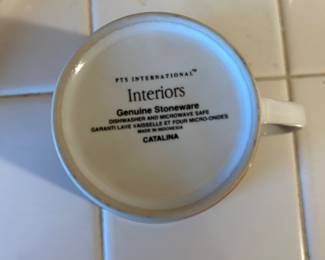 PTS INTERNATIONAL™
Interiors
Genuine Stoneware
DISHWASHER AND MICROWAVE SAFE
GARANTI LAVE VAISSELLE ET FOUR MICRO-ONDES
MADE IN INDONESIA
CATALINA